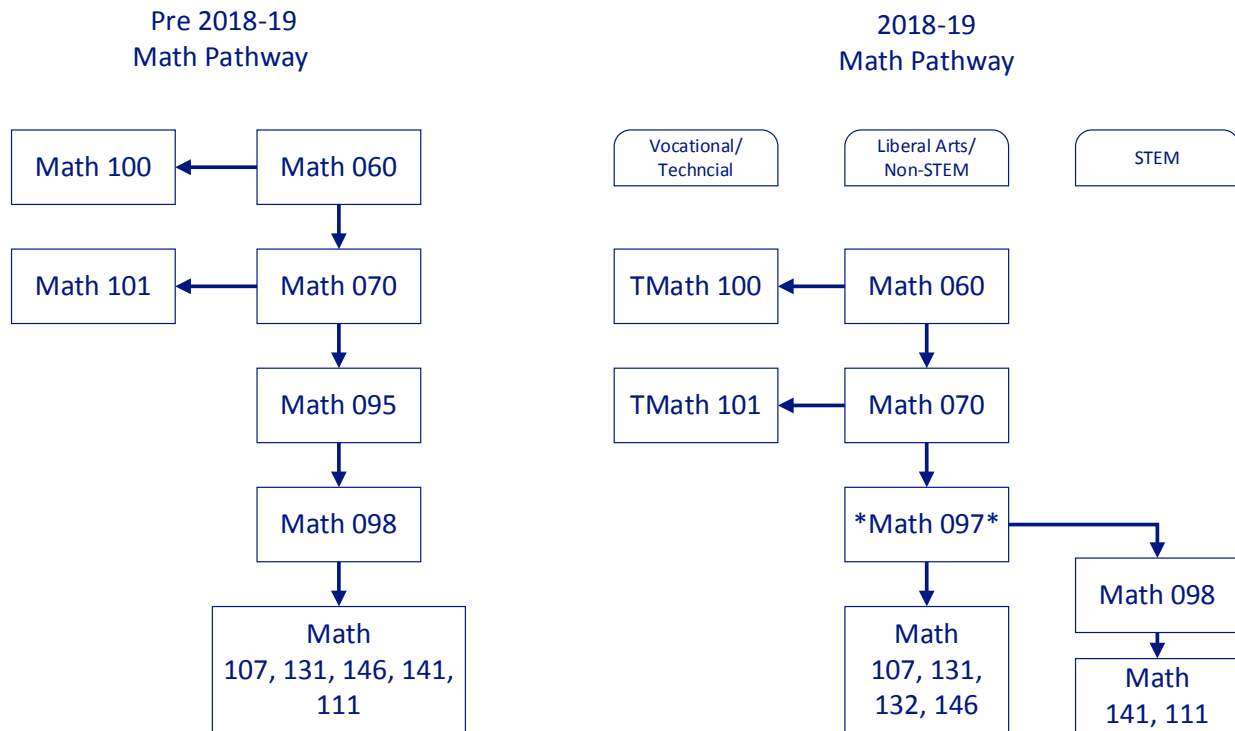 Pre 2018-19
Math Pathway
Math 100
Math 060
Math 101
Math 070
Math 095
Math 098
Math
107, 131, 146, 141,
111
2018-19
Math Pathway
Vocational/
Techncial
Liberal Arts/
Non-STEM
STEM
TMath 100
Math 060
TMath 101
Math 070
*Math 097*
Math 098
Math
107, 131,
132, 146
Math
141, 111